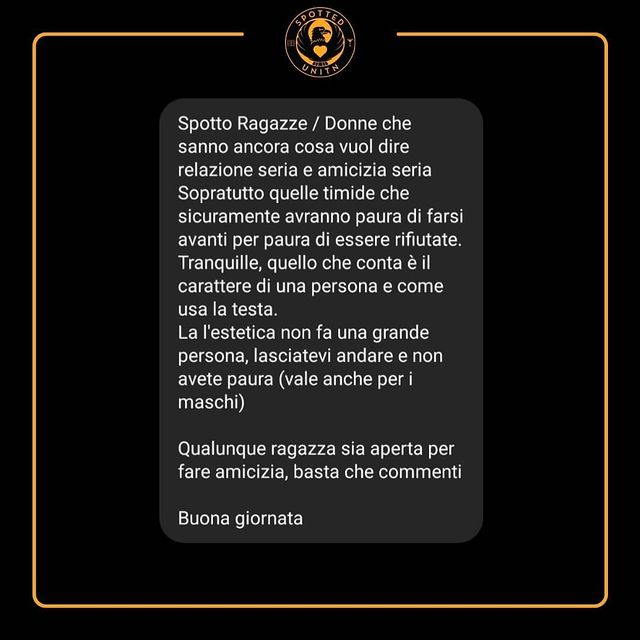 SPOTTED
UNITN
Spotto Ragazze / Donne che
sanno ancora cosa vuol dire
relazione seria e amicizia seria
Sopratutto quelle timide che
sicuramente avranno paura di farsi
avanti per paura di essere rifiutate.
Tranquille, quello che conta è il
carattere di una persona e come
usa la testa.
La l'estetica non fa una grande
persona, lasciatevi andare e non
avete paura (vale anche per i
maschi)
Qualunque ragazza sia aperta per
fare amicizia, basta che commenti
Buona giornata